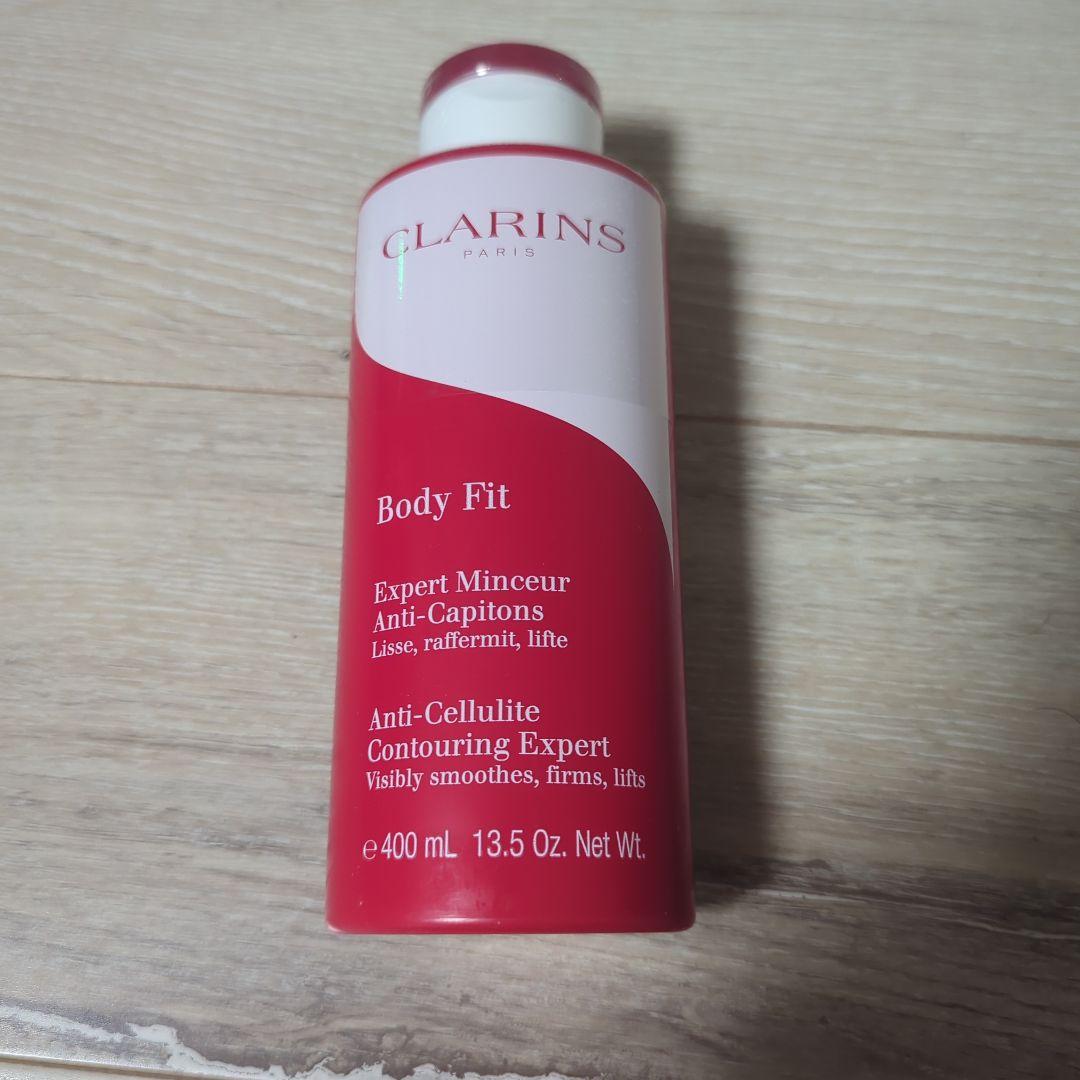 CLARINS
PARIS
Body Fit
Expert Minceur
Anti-Capitons
Lisse, raffermit, lifte
Anti-Cellulite
Contouring Expert
Visibly smoothes, firms, lifts
℮ 400 mL 13.5 Oz. Net Wt.